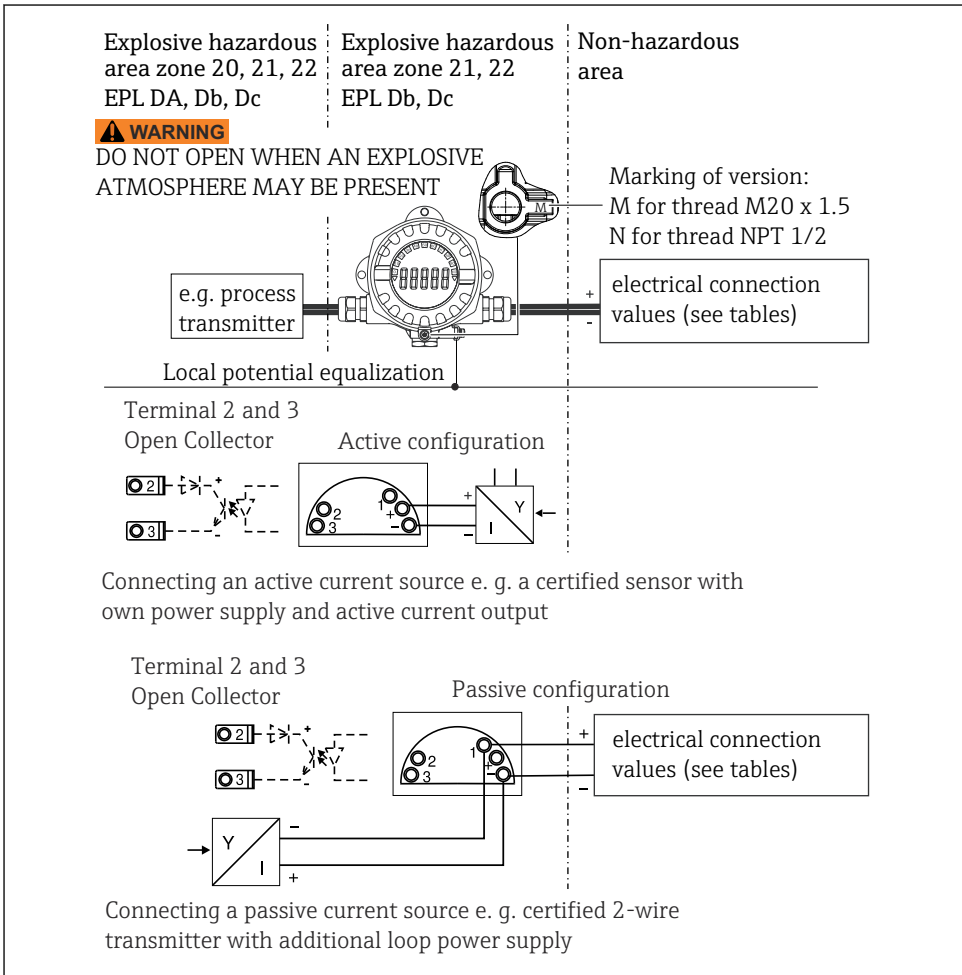 Explosive hazardous
area zone 20, 21, 22
EPL DA, Db, Dc
Explosive hazardous
area zone 21, 22
EPL Db, Dc
Non-hazardous
area
WARNING
DO NOT OPEN WHEN AN EXPLOSIVE
ATMOSPHERE MAY BE PRESENT
M
Marking of version:
M for thread M20 x 1.5
N for thread NPT 1/2
e.g. process
transmitter
+
-
electrical connection
values (see tables)
Local potential equalization
Terminal 2 and 3
Open Collector
Active configuration
2
+
3
-
1
2
+
3
-
+
-
Y
I
Connecting an active current source e. g. a certified sensor with
own power supply and active current output
Terminal 2 and 3
Open Collector
Passive configuration
2
+
3
-
1
2
+
3
-
+
-
electrical connection
values (see tables)
Y
I
-
+
Connecting a passive current source e. g. certified 2-wire
transmitter with additional loop power supply